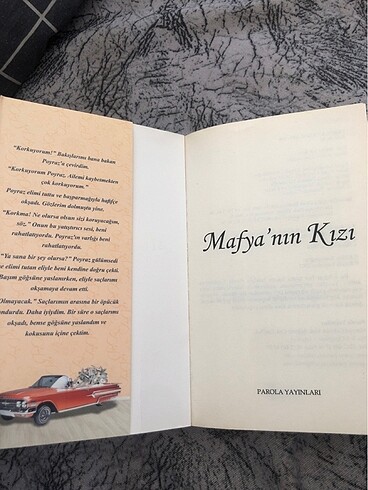 "Korkuyorum!" Bakışlarımı bana bakan
Poyraz'a çevirdim.
"Korkuyorum Poyraz. Ailemi kaybetmekten
çok korkuyorum."
Poyraz elimi tuttu ve başparmağıyla hafifçe
okşadı. Gözlerim dolmuştu yine.
"Korkma! Ne olursa olsun sizi koruyacağım,
söz." Onun bu yatıştırıcı sesi, beni
rahatlatıyordu. Poyraz'ın varlığı beni
rahatlatıyordu.
"Ya sana bir şey olursa?" Poyraz gülümsedi
ve elimi tutan eliyle beni kendine doğru çekti.
Başım göğsüne yaslanırken, eliyle saçlarımı
okşamaya devam etti.
"Olmayacak." Saçlarımın arasına bir öpücük
kondurdu. Daha iyiydim. Bir süre o saçlarımı
okşadı, bense göğsüne yaslandım ve
kokusunu içine çektim.
Mafya'nın Kızı
PAROLA YAYINLARI